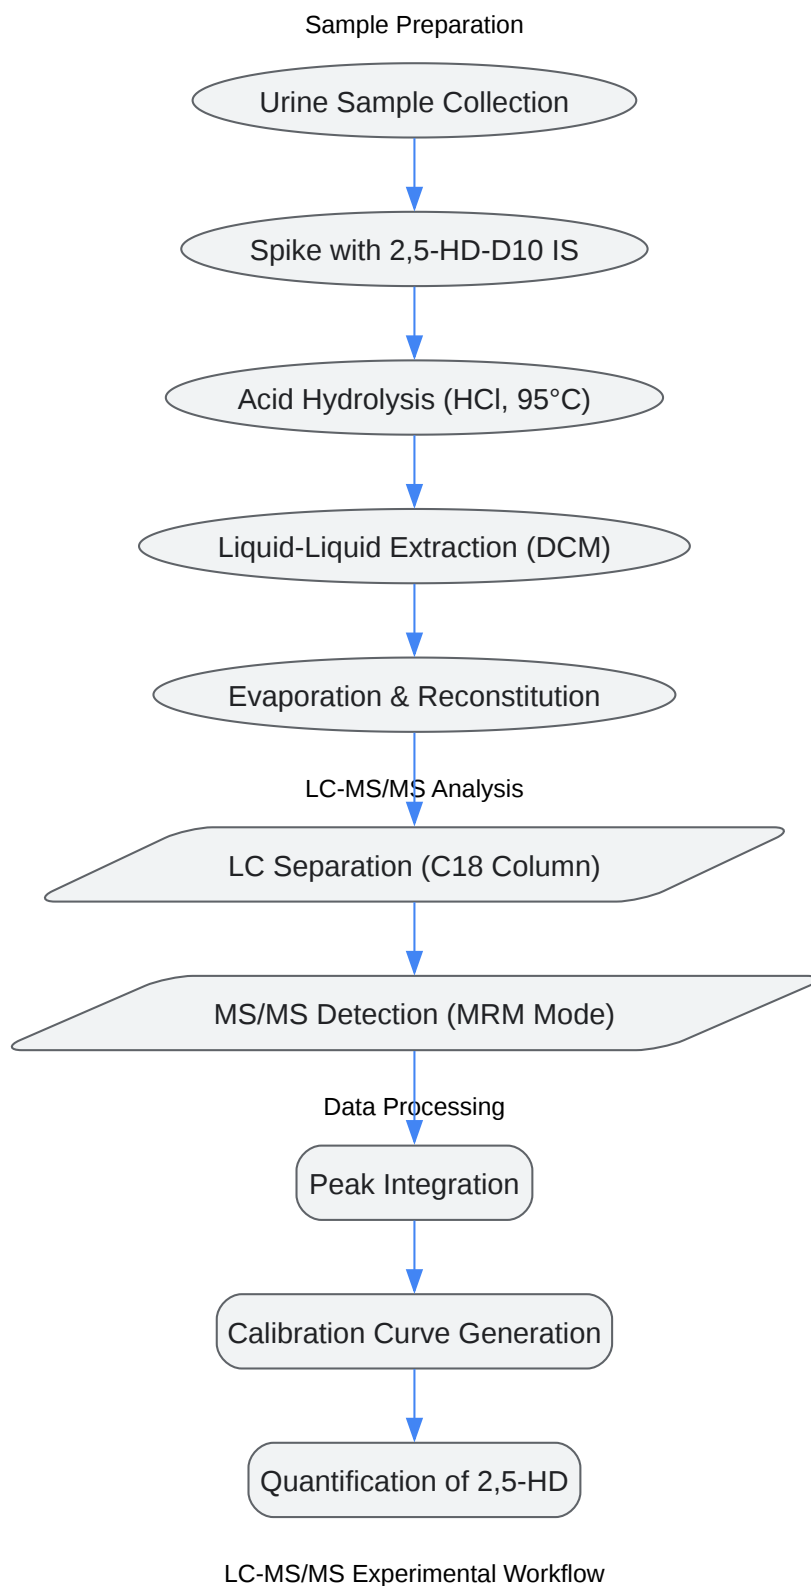 Sample Preparation
Urine Sample Collection
Spike with 2,5-HD-D10 IS
Acid Hydrolysis (HCl, 95°C)
Liquid-Liquid Extraction (DCM)
Evaporation & Reconstitution
LC-MS/MS Analysis
LC Separation (C18 Column)
MS/MS Detection (MRM Mode)
Data Processing
Peak Integration
Calibration Curve Generation
Quantification of 2,5-HD
LC-MS/MS Experimental Workflow